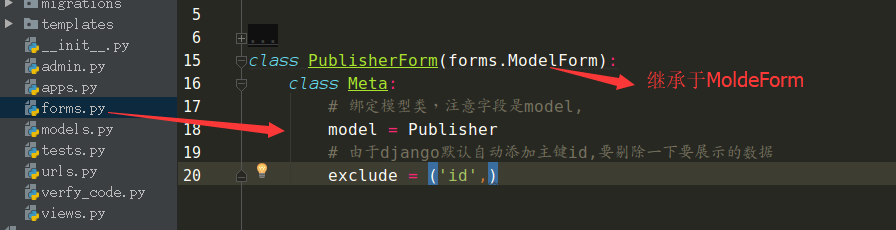 migrations
templates
__init__.py
admin.py
apps.py
forms.py
models.py
tests.py
urls.py
verfy_code.py
views.py
5
6 ...
15 class PublisherForm(forms.ModelForm):
16 class Meta:
17 # 绑定模型类，注意字段是model,
18 model = Publisher
19 # 由于django默认自动添加主键id,要剔除一下要展示的数据
20 exclude = ('id',)
继承于MoldeForm